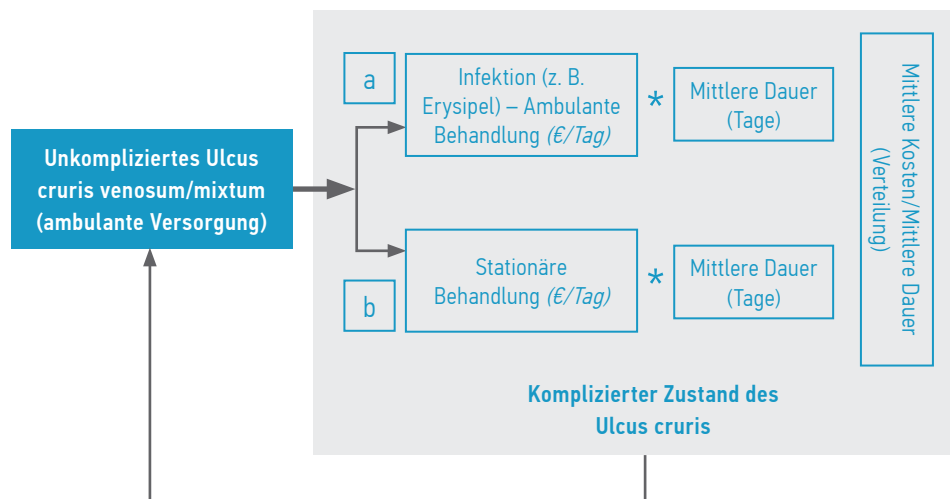 Unkompliziertes Ulcus
cruris venosum/mixtum
(ambulante Versorgung)
a
Infektion (z. B.
Erysipel) – Ambulante
Behandlung (€/Tag)
*
Mittlere Dauer
(Tage)
b
Stationäre
Behandlung (€/Tag)
*
Mittlere Dauer
(Tage)
Mittlere Kosten/Mittlere Dauer
(Verteilung)
Komplizierter Zustand des
Ulcus cruris